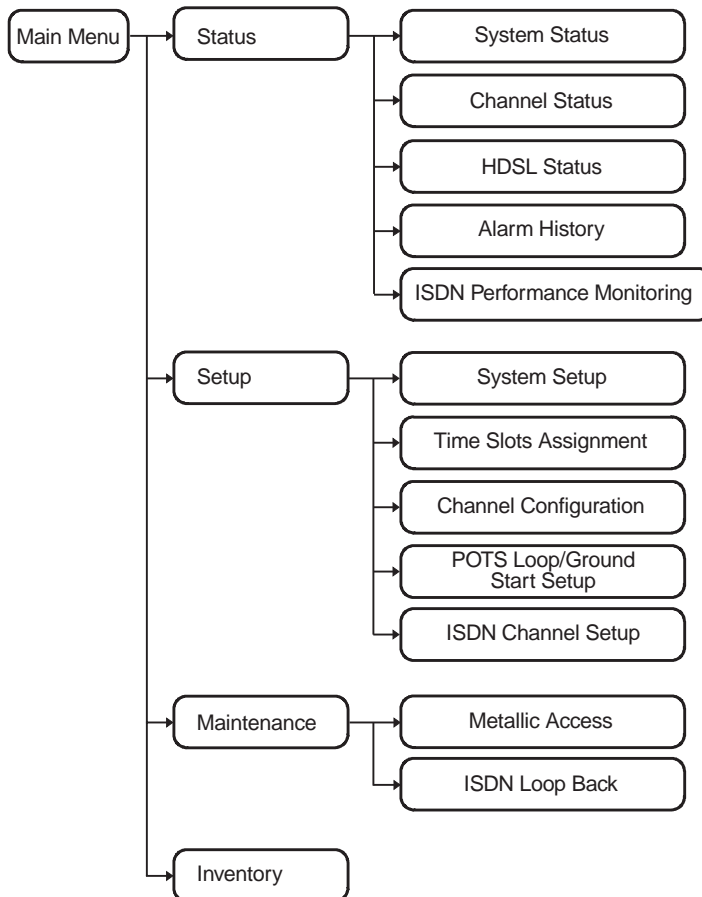 Main Menu
Status
System Status
Channel Status
HDSL Status
Alarm History
ISDN Performance Monitoring
Setup
System Setup
Time Slots Assignment
Channel Configuration
POTS Loop/Ground
Start Setup
ISDN Channel Setup
Maintenance
Metallic Access
ISDN Loop Back
Inventory